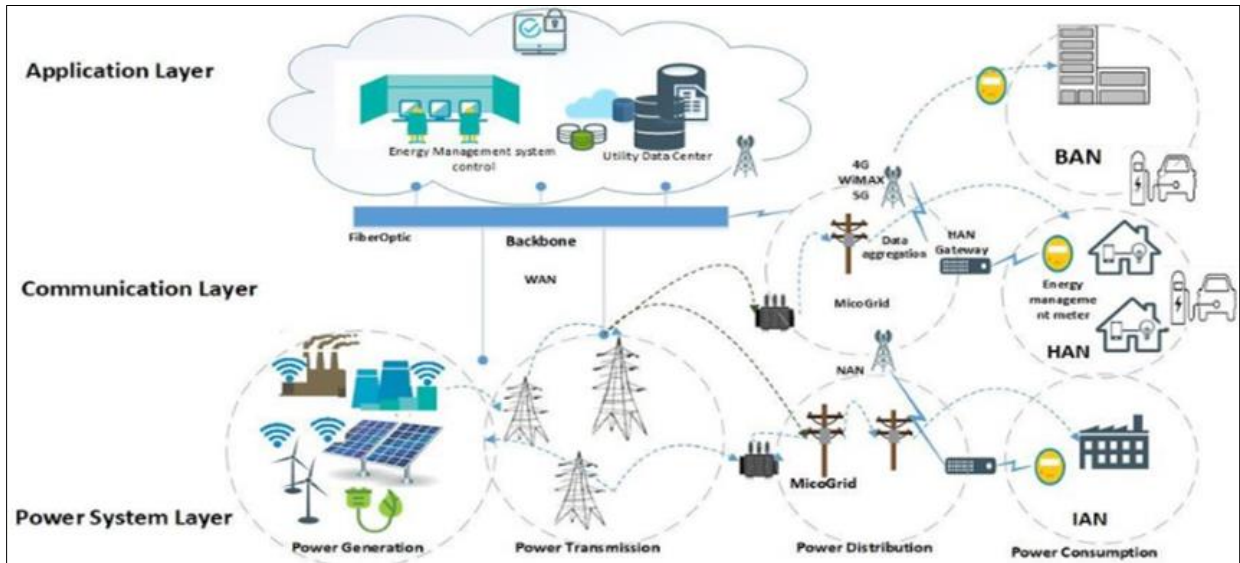 Application Layer
Energy Management system
control
Utility Data Center
4G
WiMAX
5G
BAN
FiberOptic
Backbone
Data
aggregation
HAN
Gateway
Communication Layer
WAN
MicoGrid
Energy
manageme
nt meter
HAN
NAN
MicoGrid
Power System Layer
IAN
Power Generation
Power Transmission
Power Distribution
Power Consumption